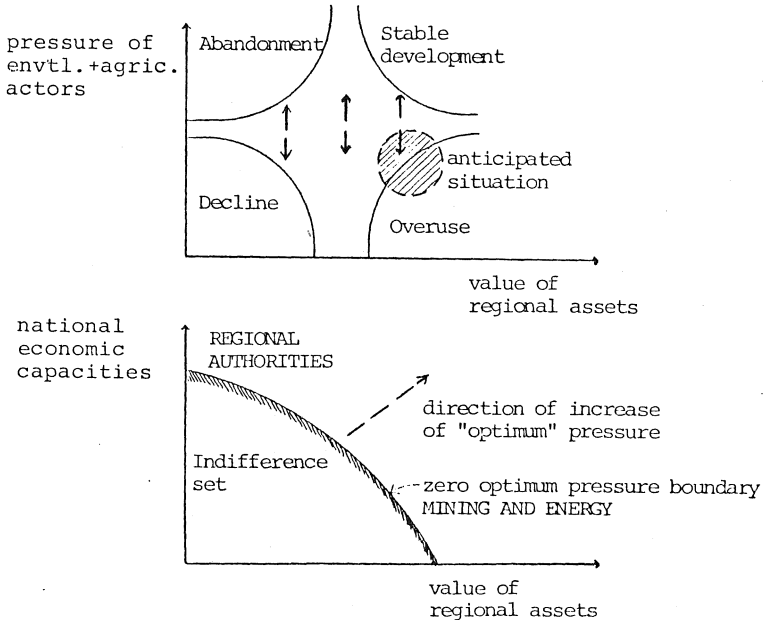 pressure of
env'tl.+agric.
actors
Abandonment
Stable
development
anticipated
situation
Decline
Overuse
value of
regional assets
national
economic
capacities
REGIONAL
AUTHORITIES
direction of increase
of "optimum" pressure
Indifference
set
zero optimum pressure boundary
MINING AND ENERGY
value of
regional assets